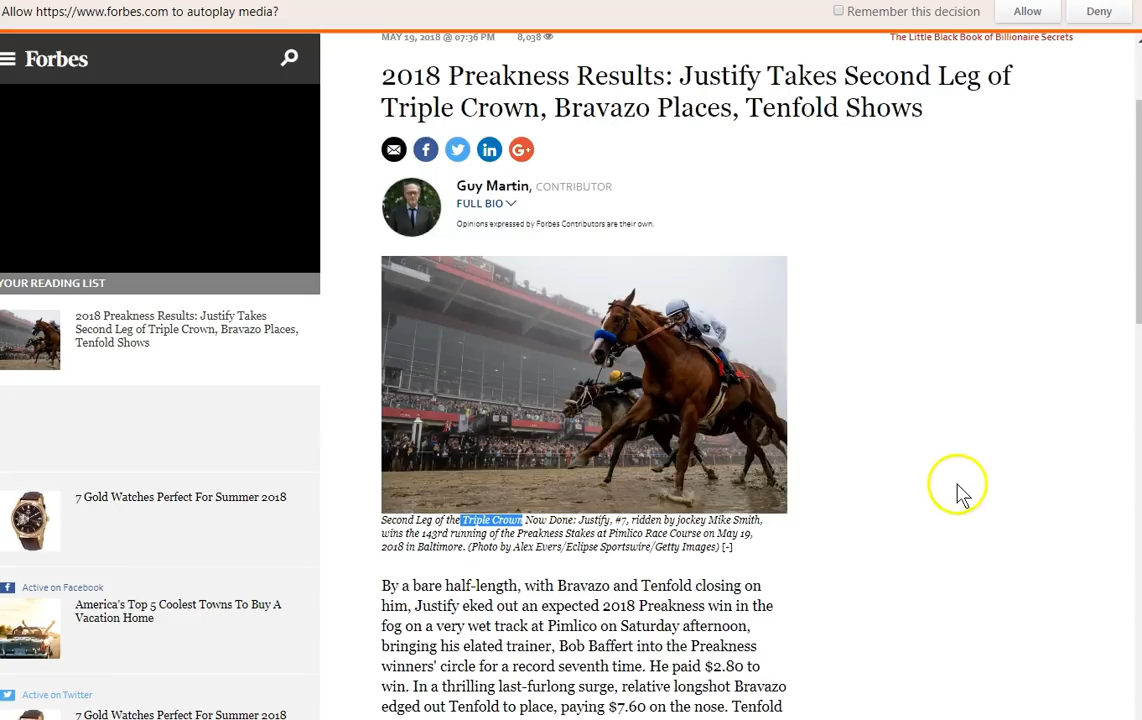 Allow https://www.forbes.com to autoplay media?
Remember this decision
Allow
Deny
MAY 19, 2018 @ 07:36 PM
8,038
The Little Black Book of Billionaire Secrets
Forbes
2018 Preakness Results: Justify Takes Second Leg of
Triple Crown, Bravazo Places, Tenfold Shows
Guy Martin, CONTRIBUTOR
FULL BIO
Opinions expressed by Forbes Contributors are their own.
YOUR READING LIST
2018 Preakness Results: Justify Takes
Second Leg of Triple Crown, Bravazo Places,
Tenfold Shows
7 Gold Watches Perfect For Summer 2018
Active on Facebook
America's Top 5 Coolest Towns To Buy A
Vacation Home
Active on Twitter
7 Gold Watches Perfect For Summer 2018
Second Leg of the Triple Crown Now Done: Justify, #7, ridden by jockey Mike Smith,
wins the 143rd running of the Preakness Stakes at Pimlico Race Course on May 19,
2018 in Baltimore. (Photo by Alex Evers/Eclipse Sportswire/Getty Images) [-]
By a bare half-length, with Bravazo and Tenfold closing on
him, Justify eked out an expected 2018 Preakness win in the
fog on a very wet track at Pimlico on Saturday afternoon,
bringing his elated trainer, Bob Baffert into the Preakness
winners' circle for a record seventh time. He paid $2.80 to
win. In a thrilling last-furlong surge, relative longshot Bravazo
edged out Tenfold to place, paying $7.60 on the nose. Tenfold